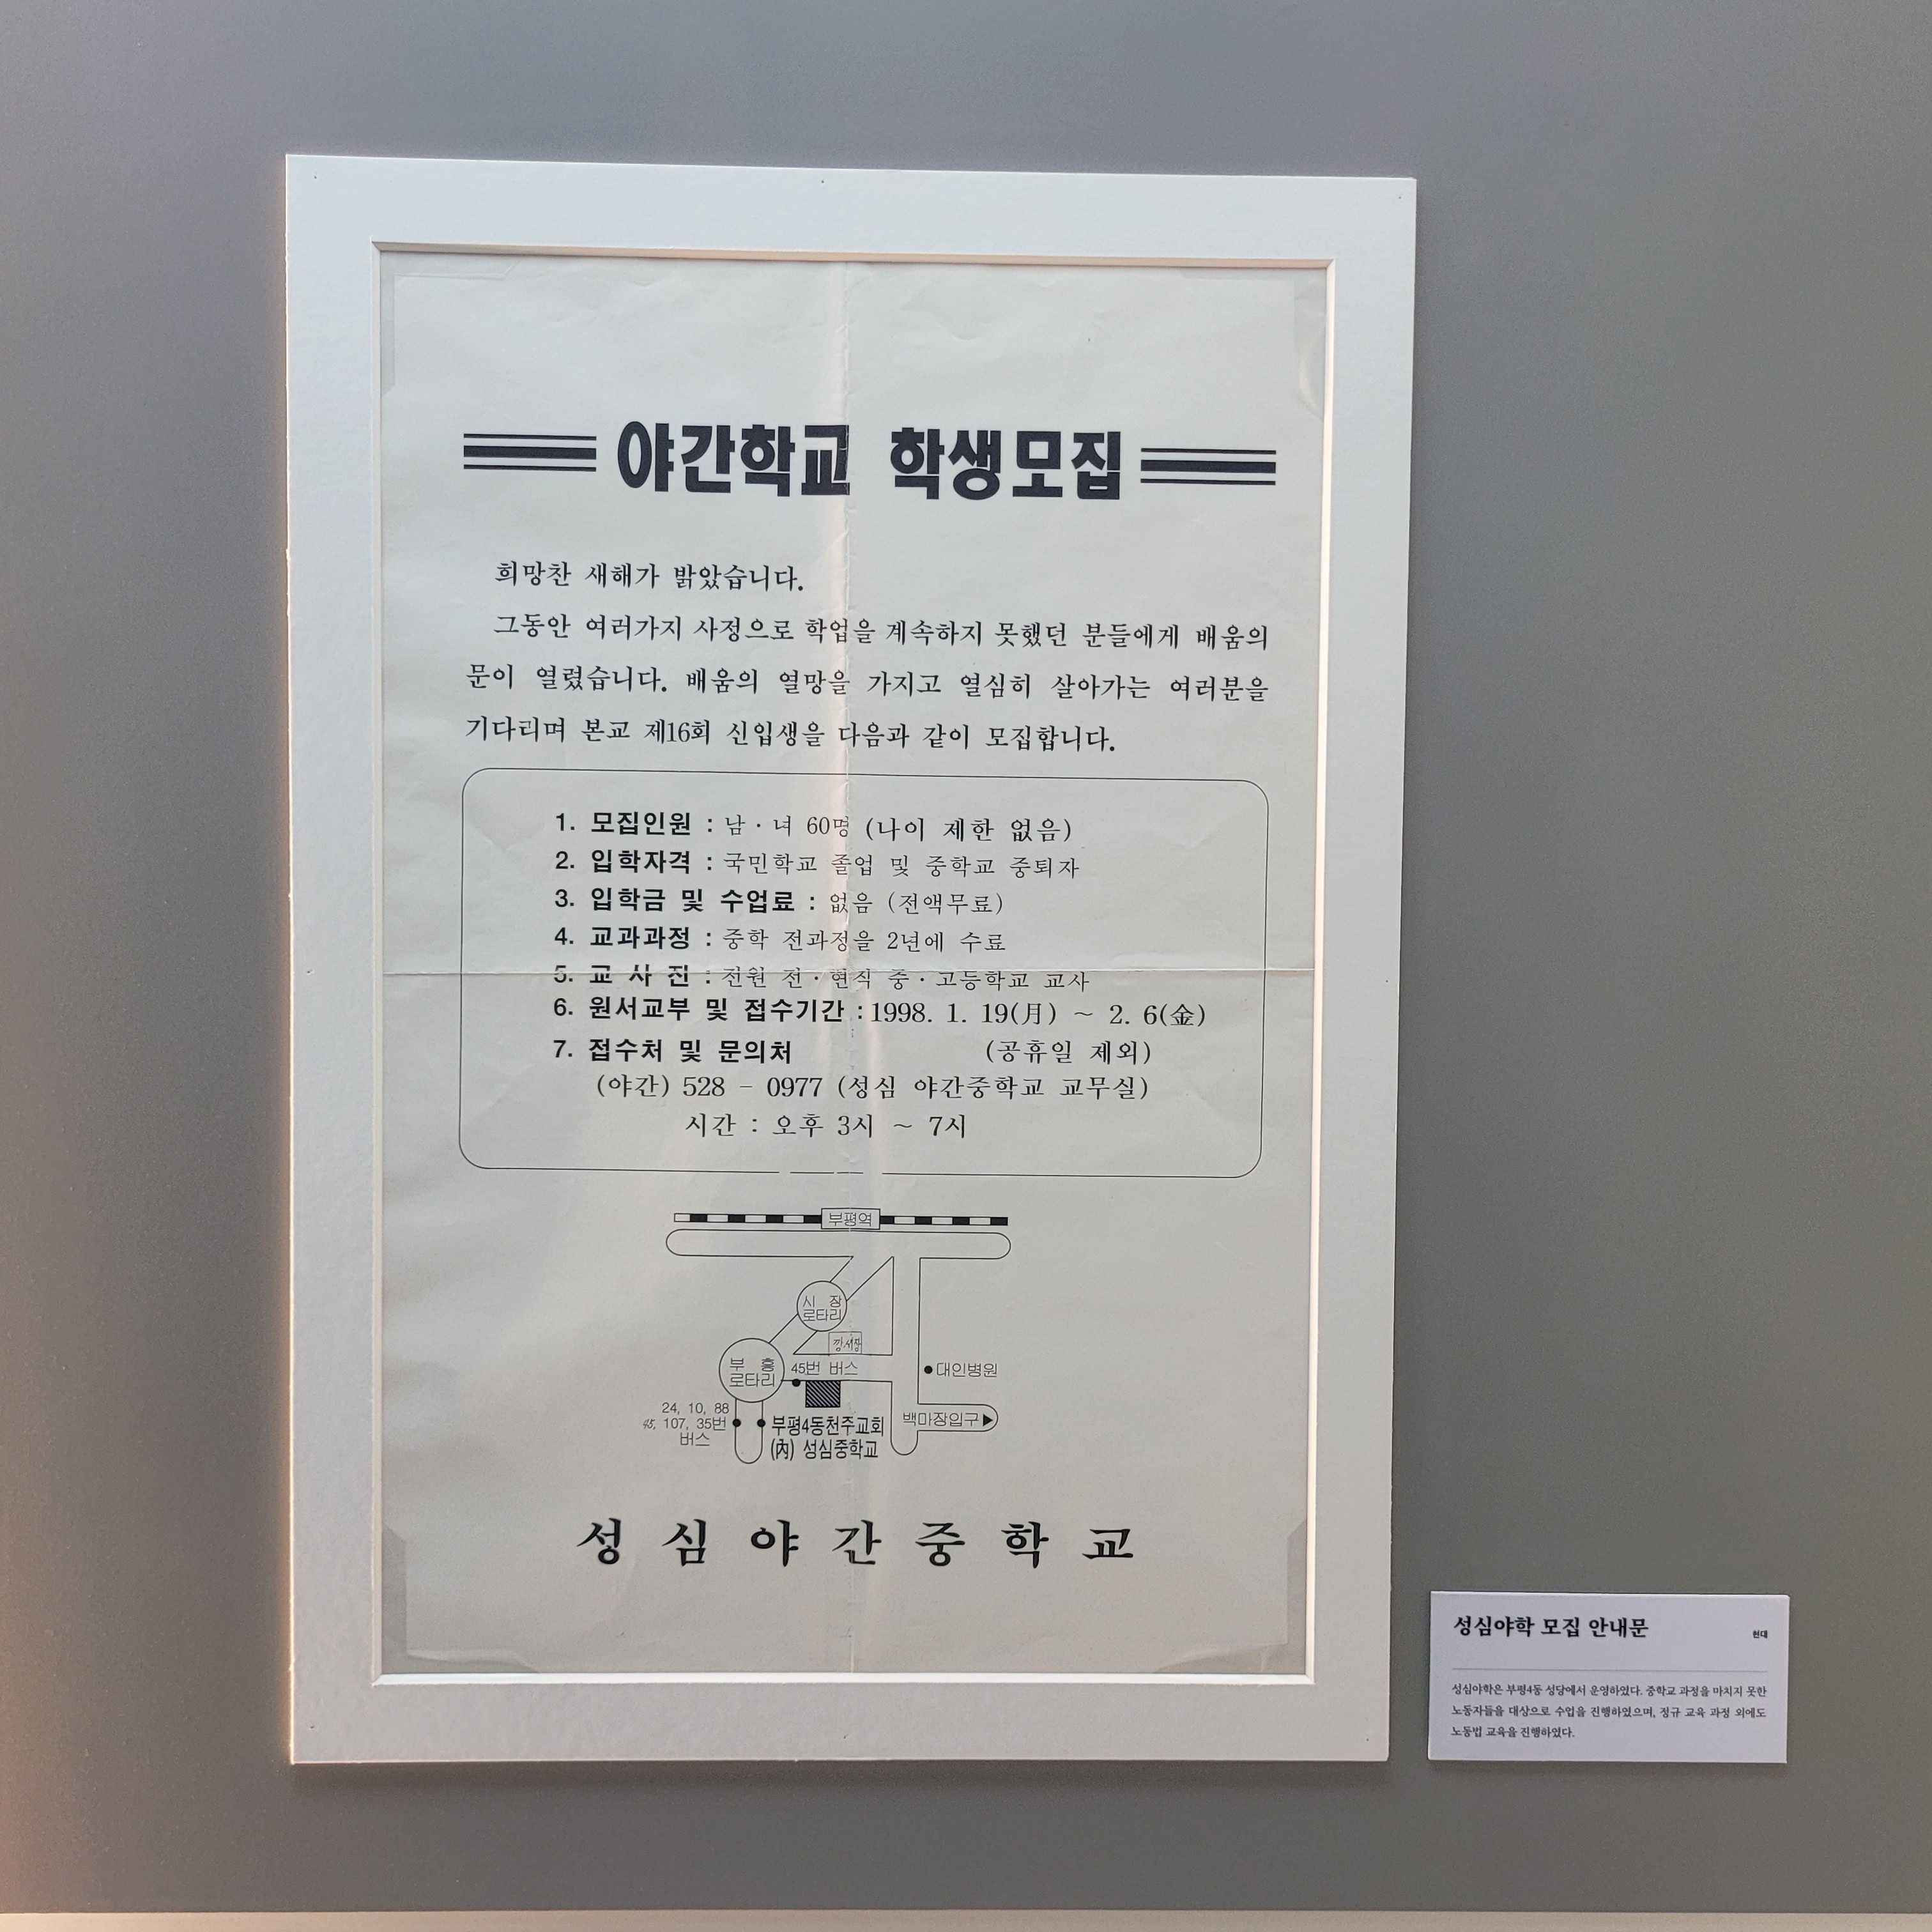 야간학교 학생모집
희망찬 새해가 밝았습니다.
그동안 여러가지 사정으로 학업을 계속하지 못했던 분들에게 배움의
문이 열렸습니다. 배움의 열망을 가지고 열심히 살아가는 여러분을
기다리며 본교 제16회 신입생을 다음과 같이 모집합니다.
1. 모집인원 : 남·녀 60명 (나이 제한 없음)
2. 입학자격 : 국민학교 졸업 및 중학교 중퇴자
3. 입학금 및 수업료 : 없음 (전액무료)
4. 교과과정 : 중학 전과정을 2년에 수료
5. 교 사 진 : 전원 전·현직 중·고등학교 교사
6. 원서교부 및 접수기간 : 1998. 1. 19(月) ~ 2. 6(金)
7. 접수처 및 문의처 (공휴일 제외)
(야간) 528 - 0977 (성심 야간중학교 교무실)
시간 : 오후 3시 ~ 7시
부평역
시 장
로타리
깡시장
부 흥
로타리
45번 버스
대인병원
24, 10, 88
45, 107, 35번
버스
부평4동천주교회
(內) 성심중학교
백마장입구▶
성심야간중학교
성심야학 모집 안내문
현대
성심야학은 부평4동 성당에서 운영하였다. 중학교 과정을 마치지 못한
노동자들을 대상으로 수업을 진행하였으며, 정규 교육 과정 외에도
노동법 교육을 진행하였다.